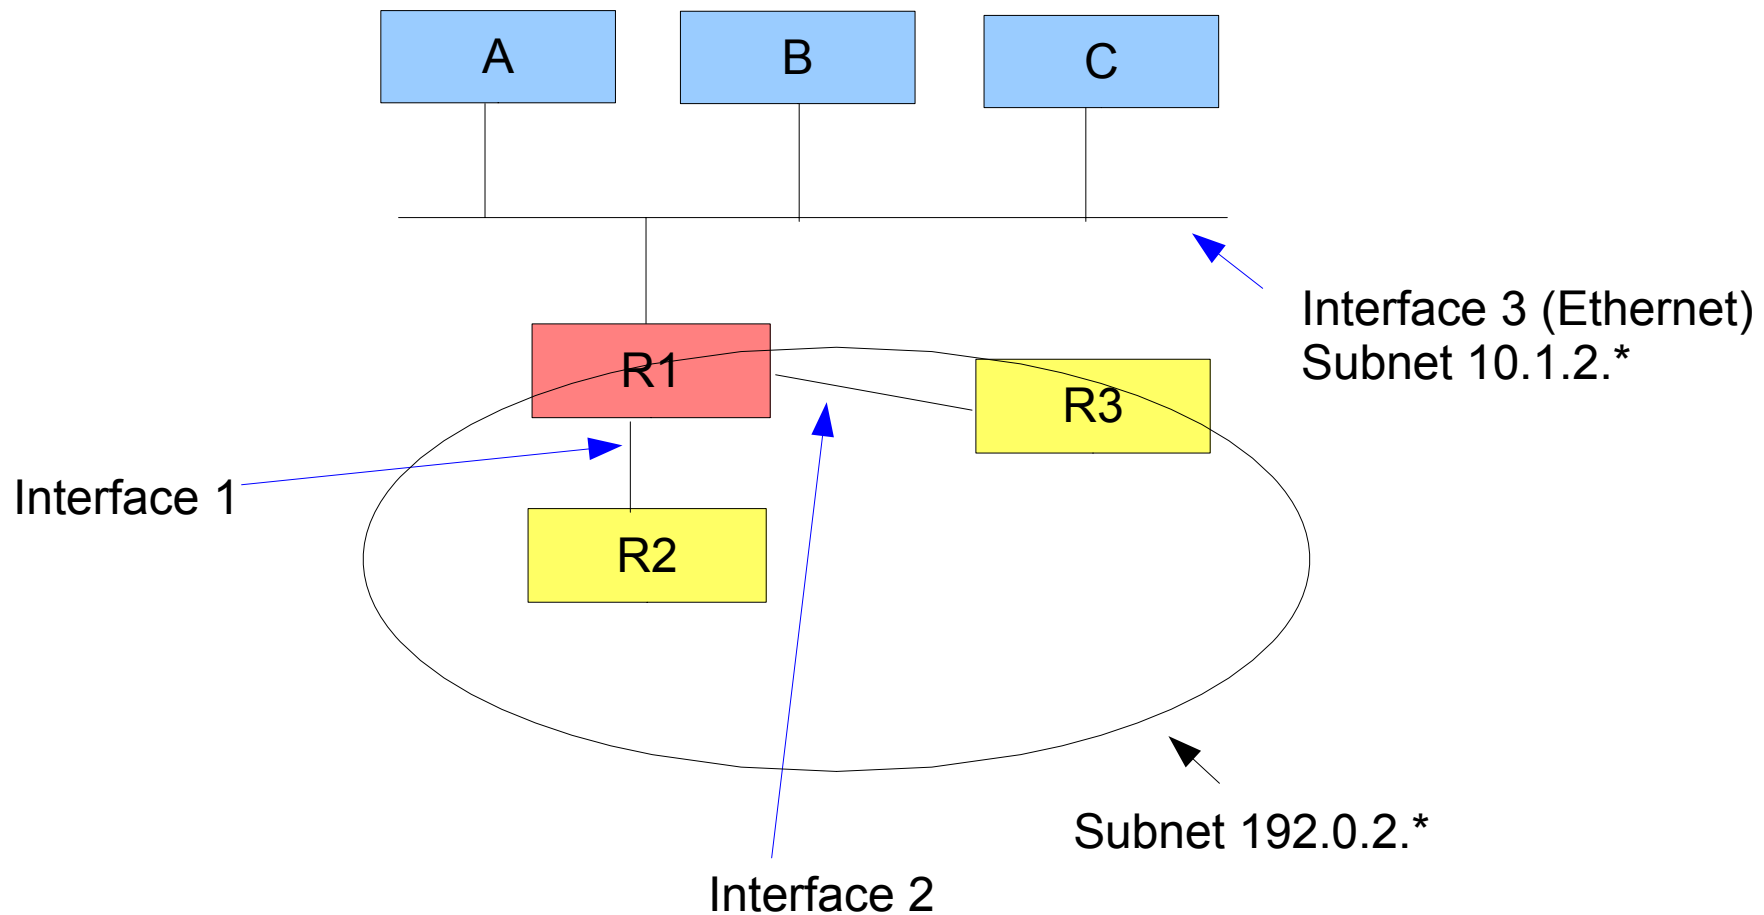 A
B
C
Interface 3 (Ethernet)
Subnet 10.1.2.*
R1
R3
Interface 1
R2
Subnet 192.0.2.*
Interface 2